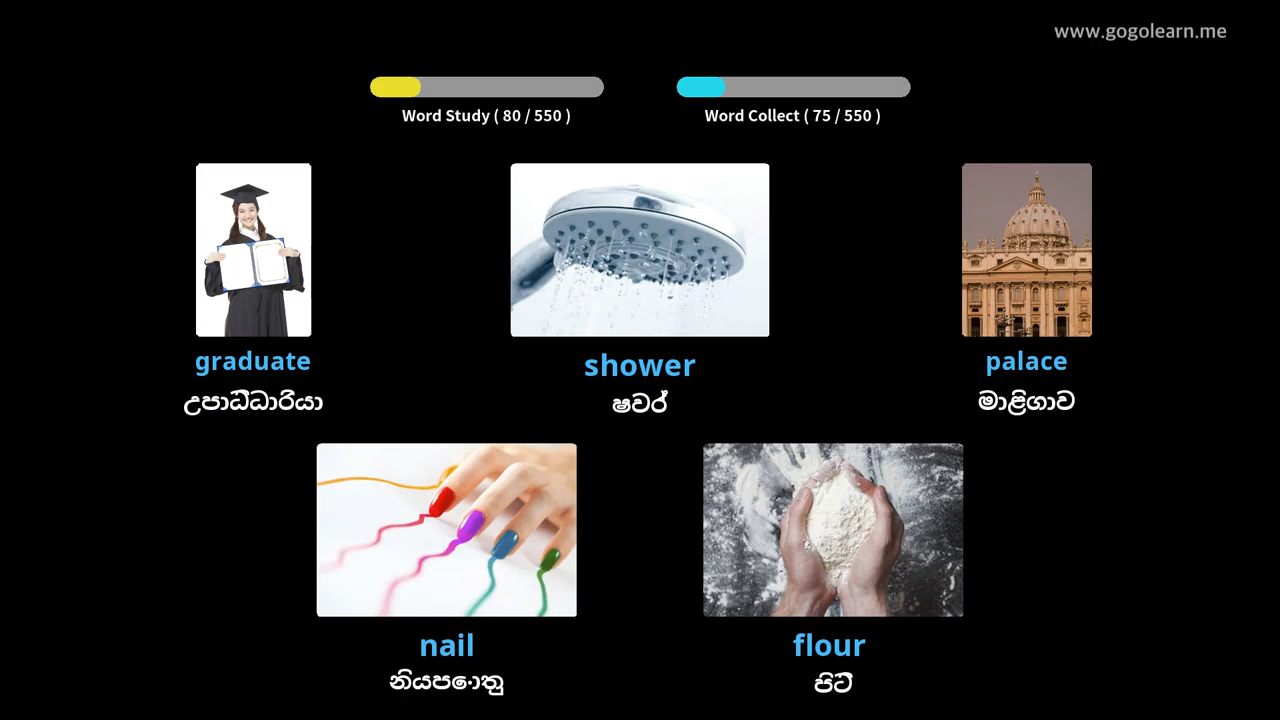 www.gogolearn.me
Word Study ( 80 / 550 )
Word Collect ( 75 / 550 )
graduate
උපාධිධාරියා
shower
ෂවර්
palace
මාළිගාව
nail
නියපොතු
flour
පිටි